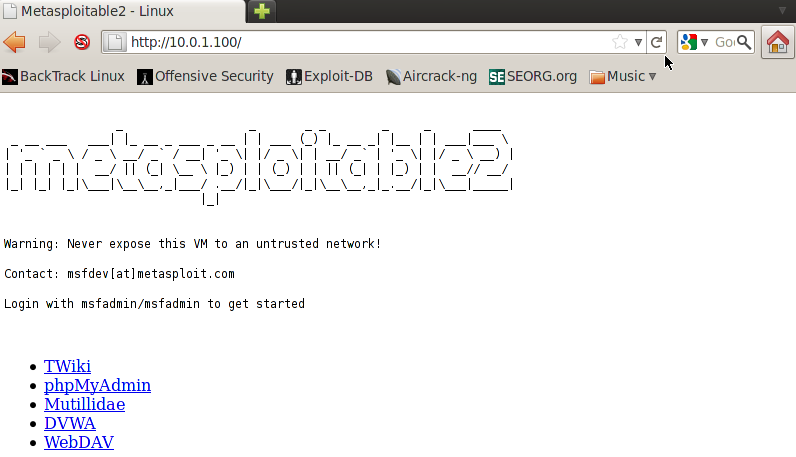 Metasploitable2 - Linux
http://10.0.1.100/
Goo
BackTrack Linux Offensive Security Exploit-DB Aircrack-ng SEORG.org Music
metasploitable2
Warning: Never expose this VM to an untrusted network!
Contact: msfdev[at]metasploit.com
Login with msfadmin/msfadmin to get started
TWiki
phpMyAdmin
Mutillidae
DVWA
WebDAV